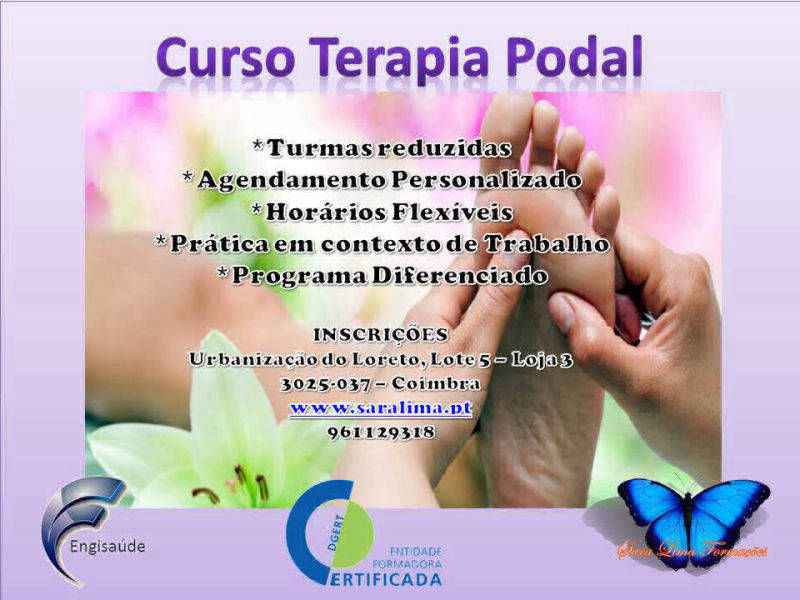 Curso Terapia Podal
*Turmas reduzidas
*Agendamento Personalizado
*Horários Flexíveis
*Prática em contexto de Trabalho
*Programa Diferenciado
INSCRIÇÕES
Urbanização do Loreto, Lote 5 – Loja 3
3025-037 – Coimbra
www.saralima.pt
961129318
Engisaúde
DGERT
ENTIDADE
FORMADORA
CERTIFICADA
Sara Lima Formações